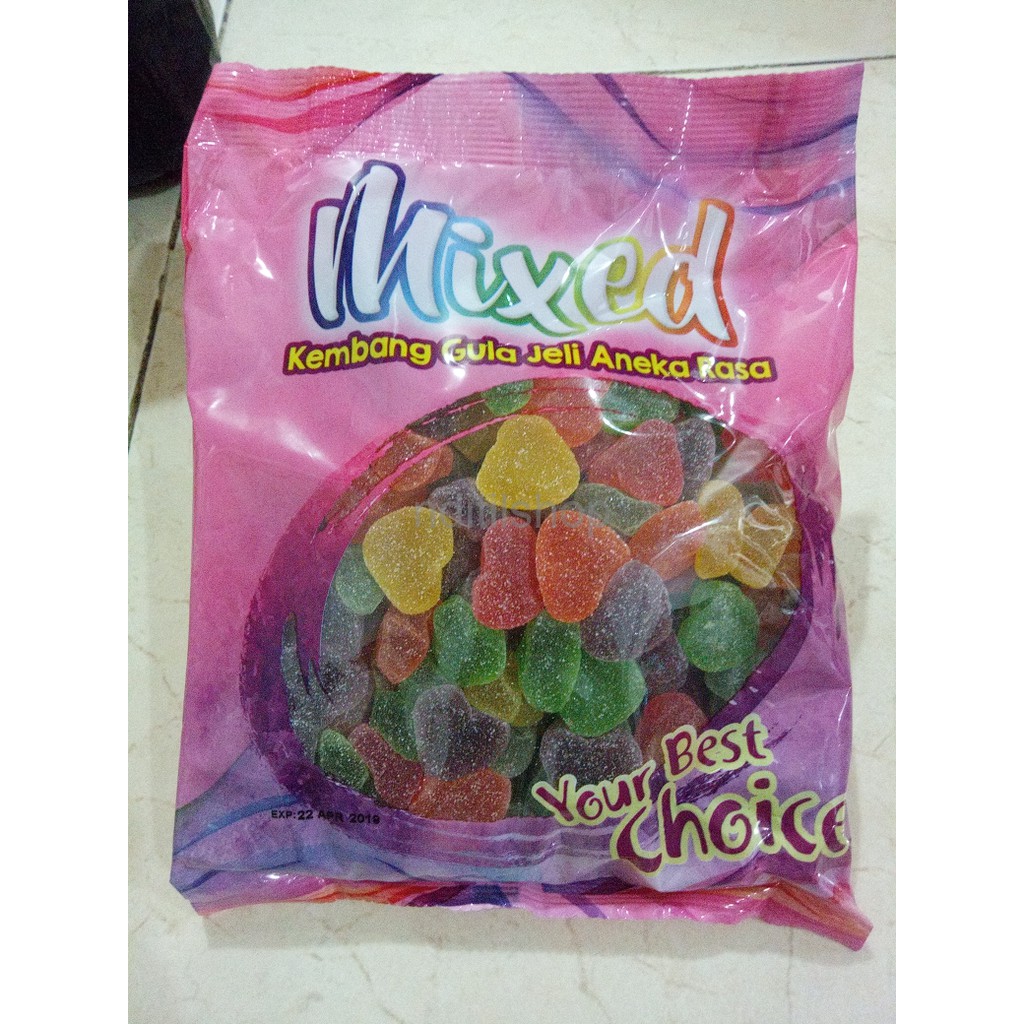 Mixed
Kembang Gula Jeli Aneka Rasa
EXP:22 APR 2019
Your Best
Choice